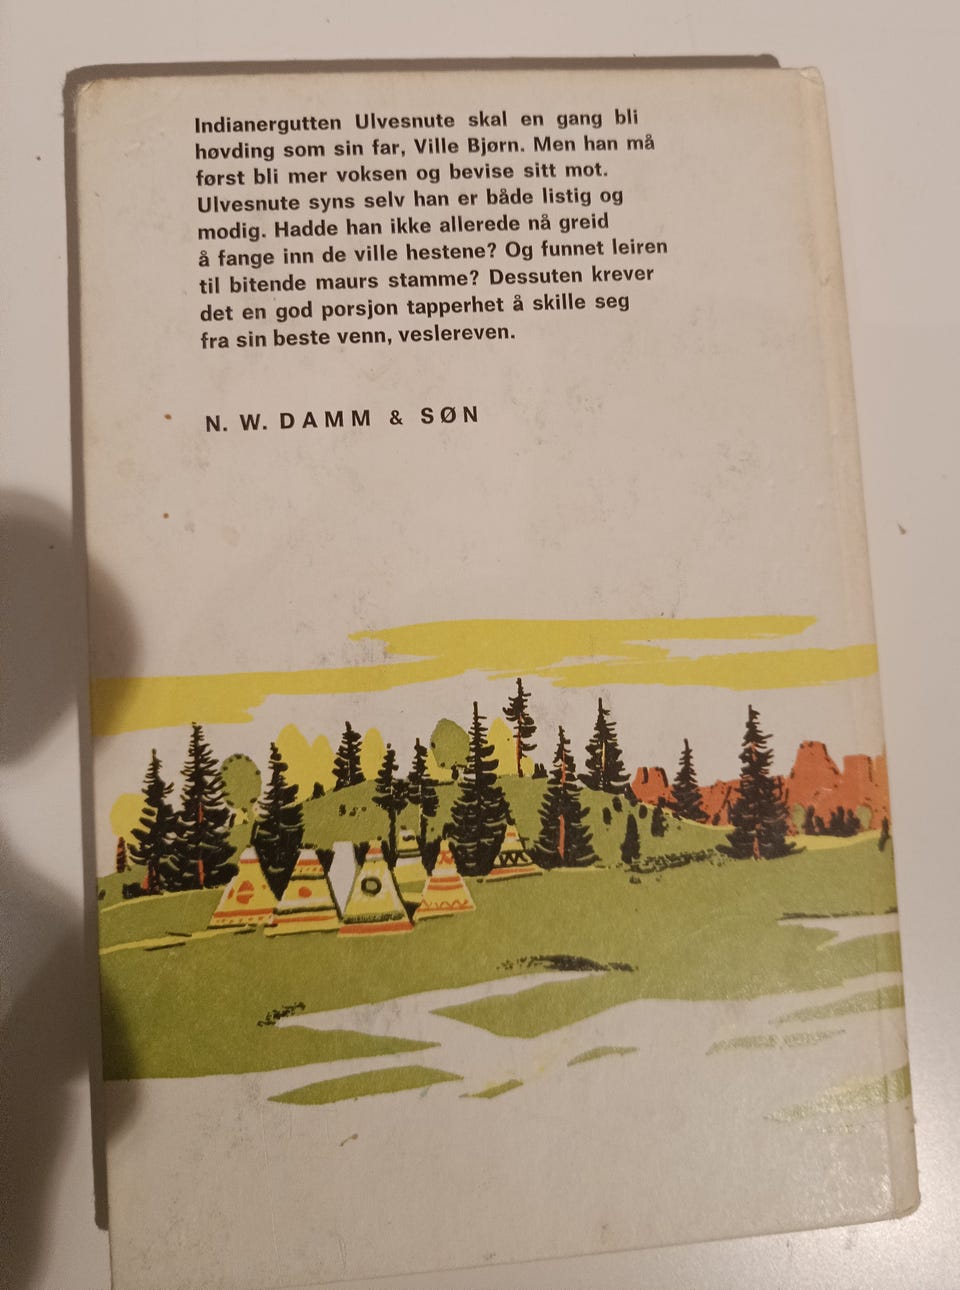 Indianergutten Ulvesnute skal en gang bli
høvding som sin far, Ville Bjørn. Men han må
først bli mer voksen og bevise sitt mot.
Ulvesnute syns selv han er både listig og
modig. Hadde han ikke allerede nå greid
å fange inn de ville hestene? Og funnet leiren
til bitende maurs stamme? Dessuten krever
det en god porsjon tapperhet å skille seg
fra sin beste venn, veslereven.
N. W. DAMM & SØN